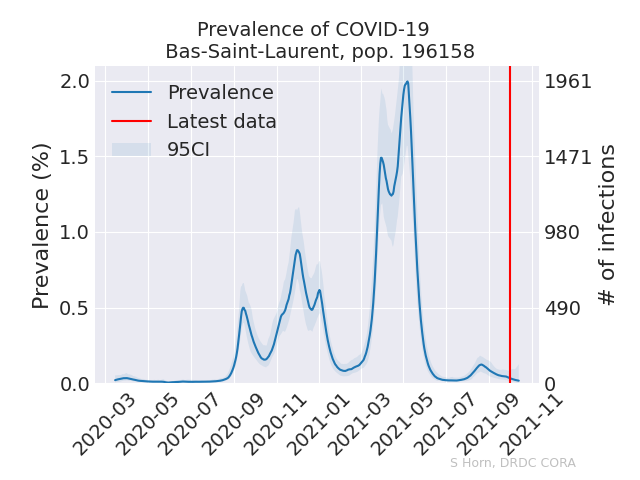 Prevalence of COVID-19
Bas-Saint-Laurent, pop. 196158
Prevalence (%)
2.0
1.5
1.0
0.5
0.0
Prevalence
Latest data
95CI
1961
1471
980
490
0
# of infections
2020-03
2020-05
2020-07
2020-09
2020-11
2021-01
2021-03
2021-05
2021-07
2021-09
2021-11
S Horn, DRDC CORA